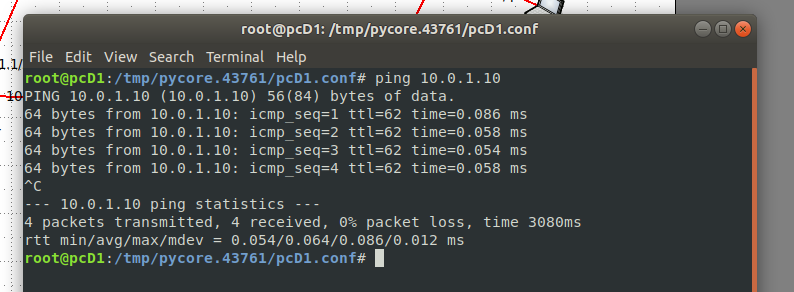 root@pcD1: /tmp/pycore.43761/pcD1.conf
File Edit View Search Terminal Help
1.1/
10
root@pcD1:/tmp/pycore.43761/pcD1.conf# ping 10.0.1.10
PING 10.0.1.10 (10.0.1.10) 56(84) bytes of data.
64 bytes from 10.0.1.10: icmp_seq=1 ttl=62 time=0.086 ms
64 bytes from 10.0.1.10: icmp_seq=2 ttl=62 time=0.058 ms
64 bytes from 10.0.1.10: icmp_seq=3 ttl=62 time=0.054 ms
64 bytes from 10.0.1.10: icmp_seq=4 ttl=62 time=0.058 ms
^C
--- 10.0.1.10 ping statistics ---
4 packets transmitted, 4 received, 0% packet loss, time 3080ms
rtt min/avg/max/mdev = 0.054/0.064/0.086/0.012 ms
root@pcD1:/tmp/pycore.43761/pcD1.conf#